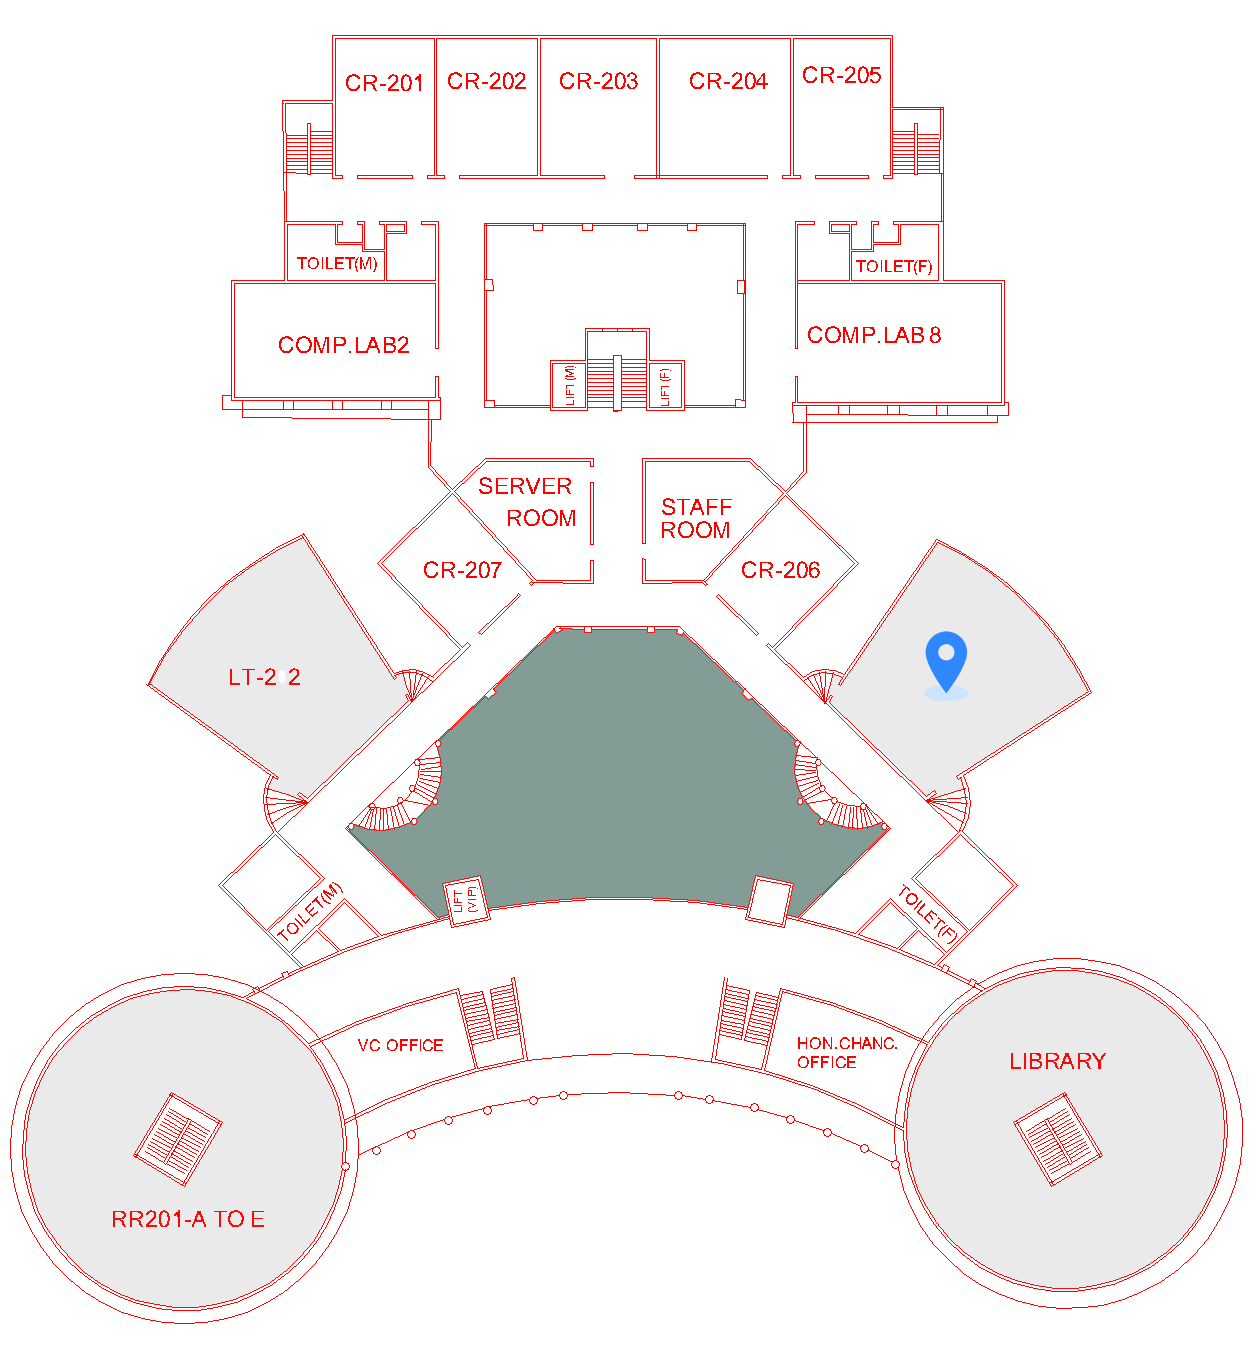 CR-201
CR-202
CR-203
CR-204
CR-205
TOILET(M)
TOILET(F)
COMP.LAB2
COMP.LAB 8
LIFT(M)
LIFT(F)
SERVER
ROOM
STAFF
ROOM
CR-207
CR-206
LT-2
2
LIFT
(VIP)
TOILET(M)
TOILET(F)
VC OFFICE
HON.CHANC.
OFFICE
LIBRARY
RR201-A TO E